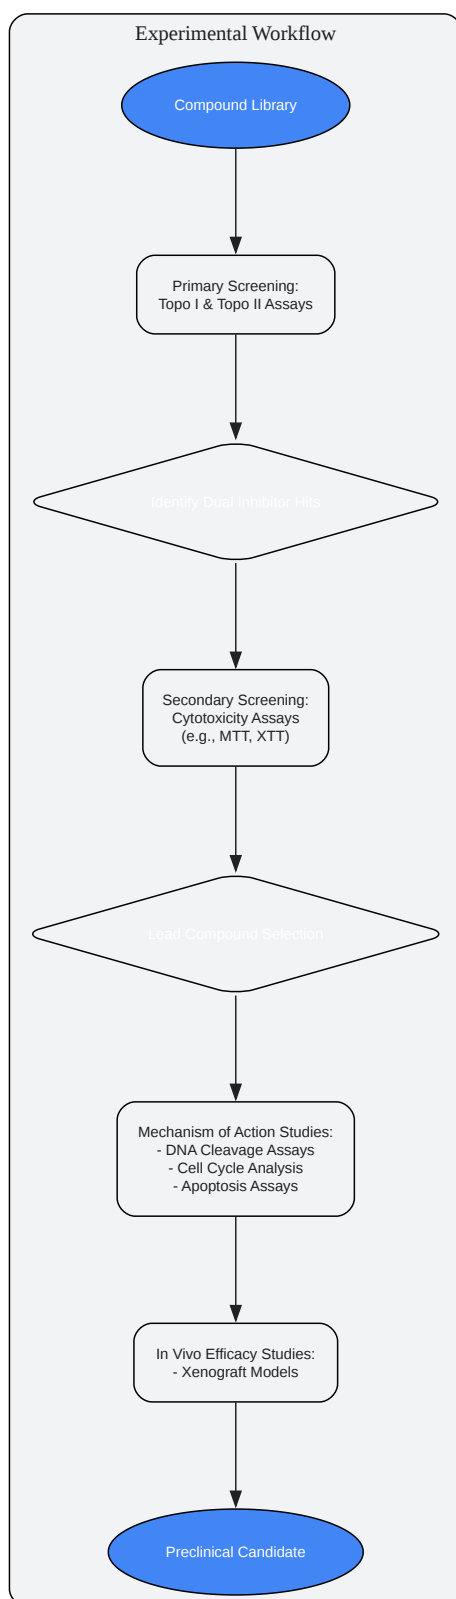 Experimental Workflow
Compound Library
Primary Screening:
Topo I & Topo II Assays
Identify Dual Inhibitor Hits
Secondary Screening:
Cytotoxicity Assays
(e.g., MTT, XTT)
Lead Compound Selection
Mechanism of Action Studies:
- DNA Cleavage Assays
- Cell Cycle Analysis
- Apoptosis Assays
In Vivo Efficacy Studies:
- Xenograft Models
Preclinical Candidate